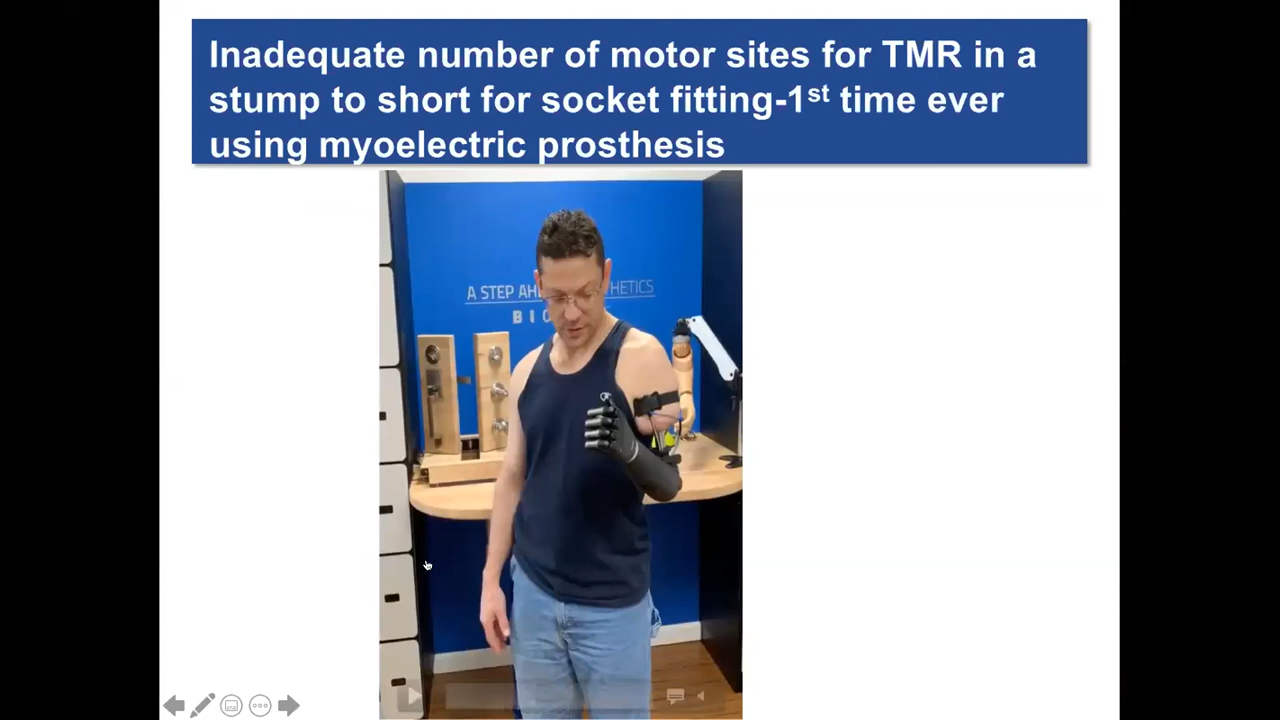 Inadequate number of motor sites for TMR in a
stump to short for socket fitting-1st time ever
using myoelectric prosthesis
A STEP